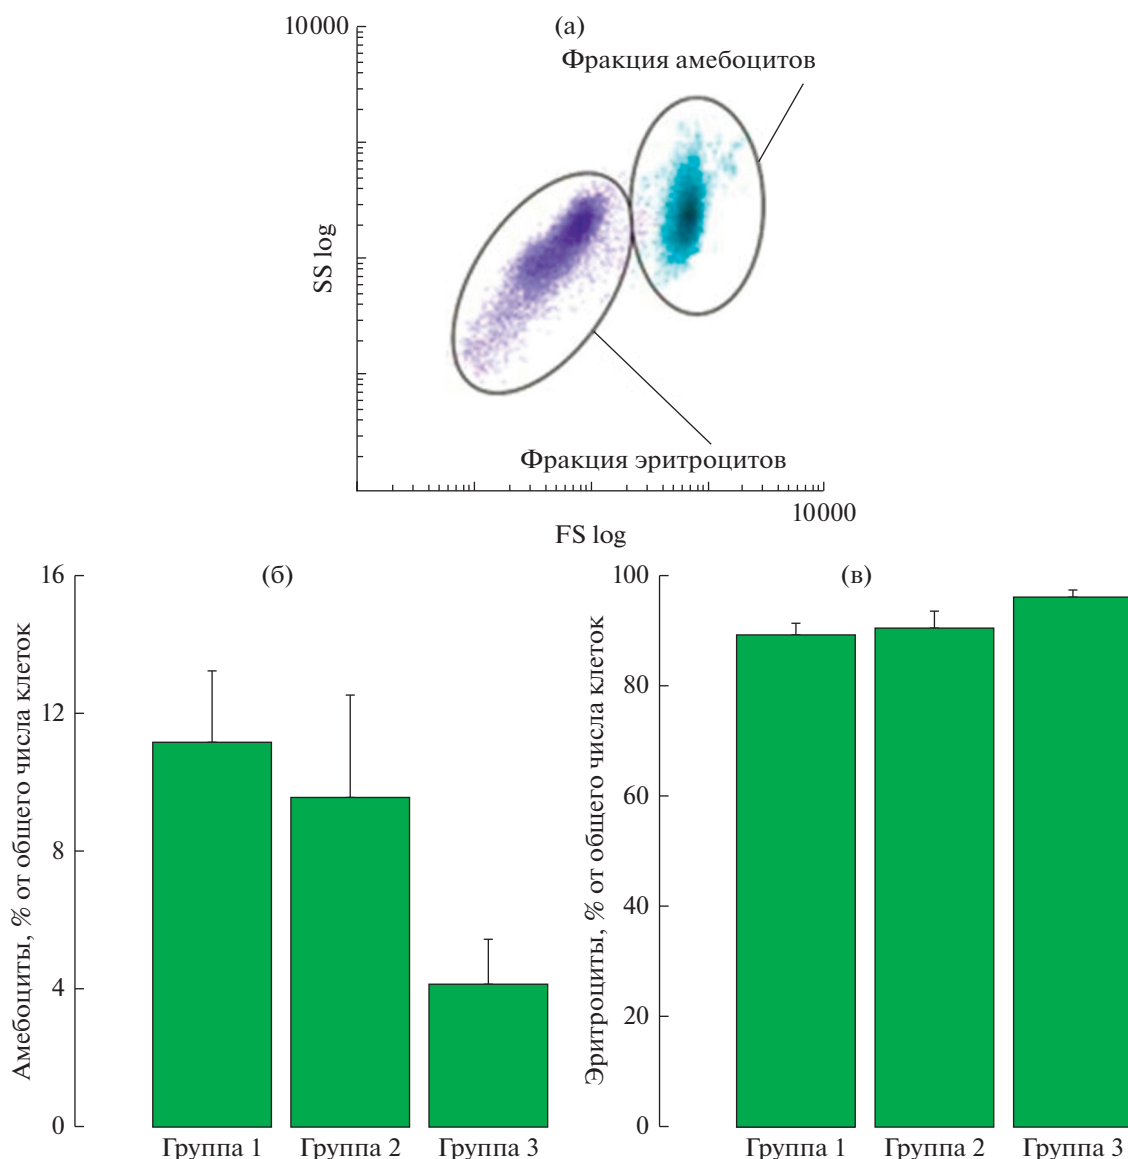 (а)
10000
Фракция амебоцитов
SS log
Фракция эритроцитов
10000
FS log
(б)
Амебоциты, % от общего числа клеток
16
12
8
4
0
Группа 1
Группа 2
Группа 3
(в)
Эритроциты, % от общего числа клеток
100
80
60
40
20
0
Группа 1
Группа 2
Группа 3